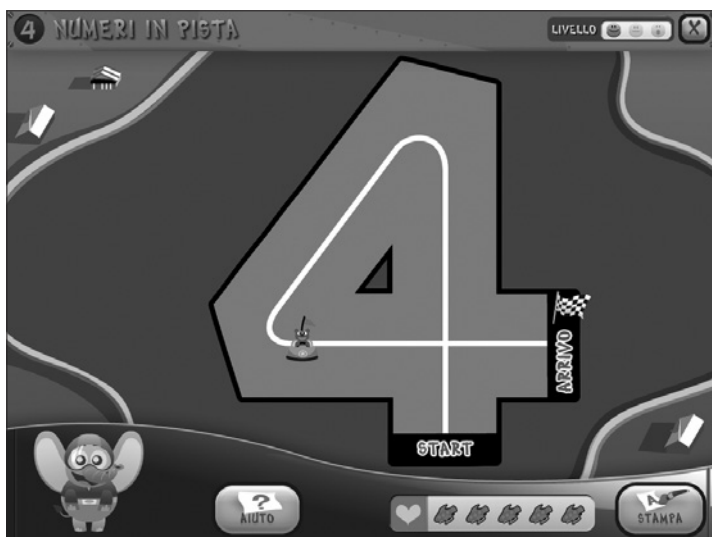 4 NUMERI IN PISTA
LIVELLO
X
ARRIVO
START
?
AIUTO
A
STAMPA